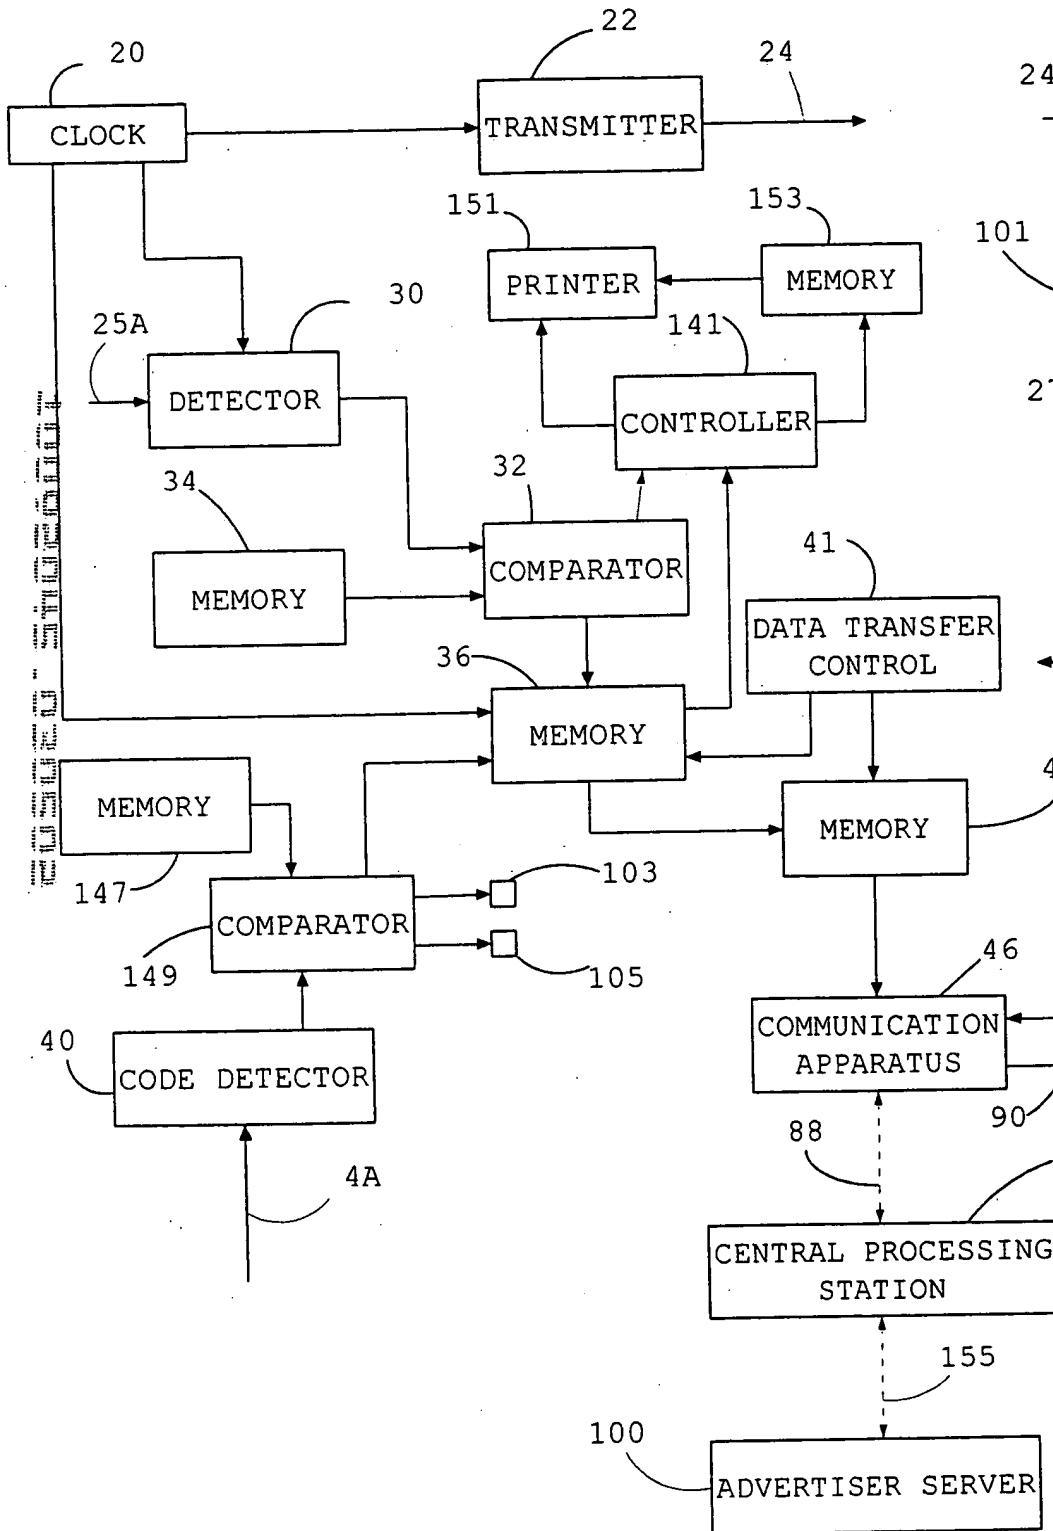 20
22
24
24
CLOCK
TRANSMITTER
151
153
101
PRINTER
MEMORY
30
25A
141
DETECTOR
CONTROLLER
27
34
32
41
MEMORY
COMPARATOR
DATA TRANSFER
CONTROL
36
MEMORY
MEMORY
MEMORY
4
147
103
COMPARATOR
149
105
46
40
COMMUNICATION
APPARATUS
CODE DETECTOR
90
88
4A
CENTRAL PROCESSING
STATION
155
100
ADVERTISER SERVER